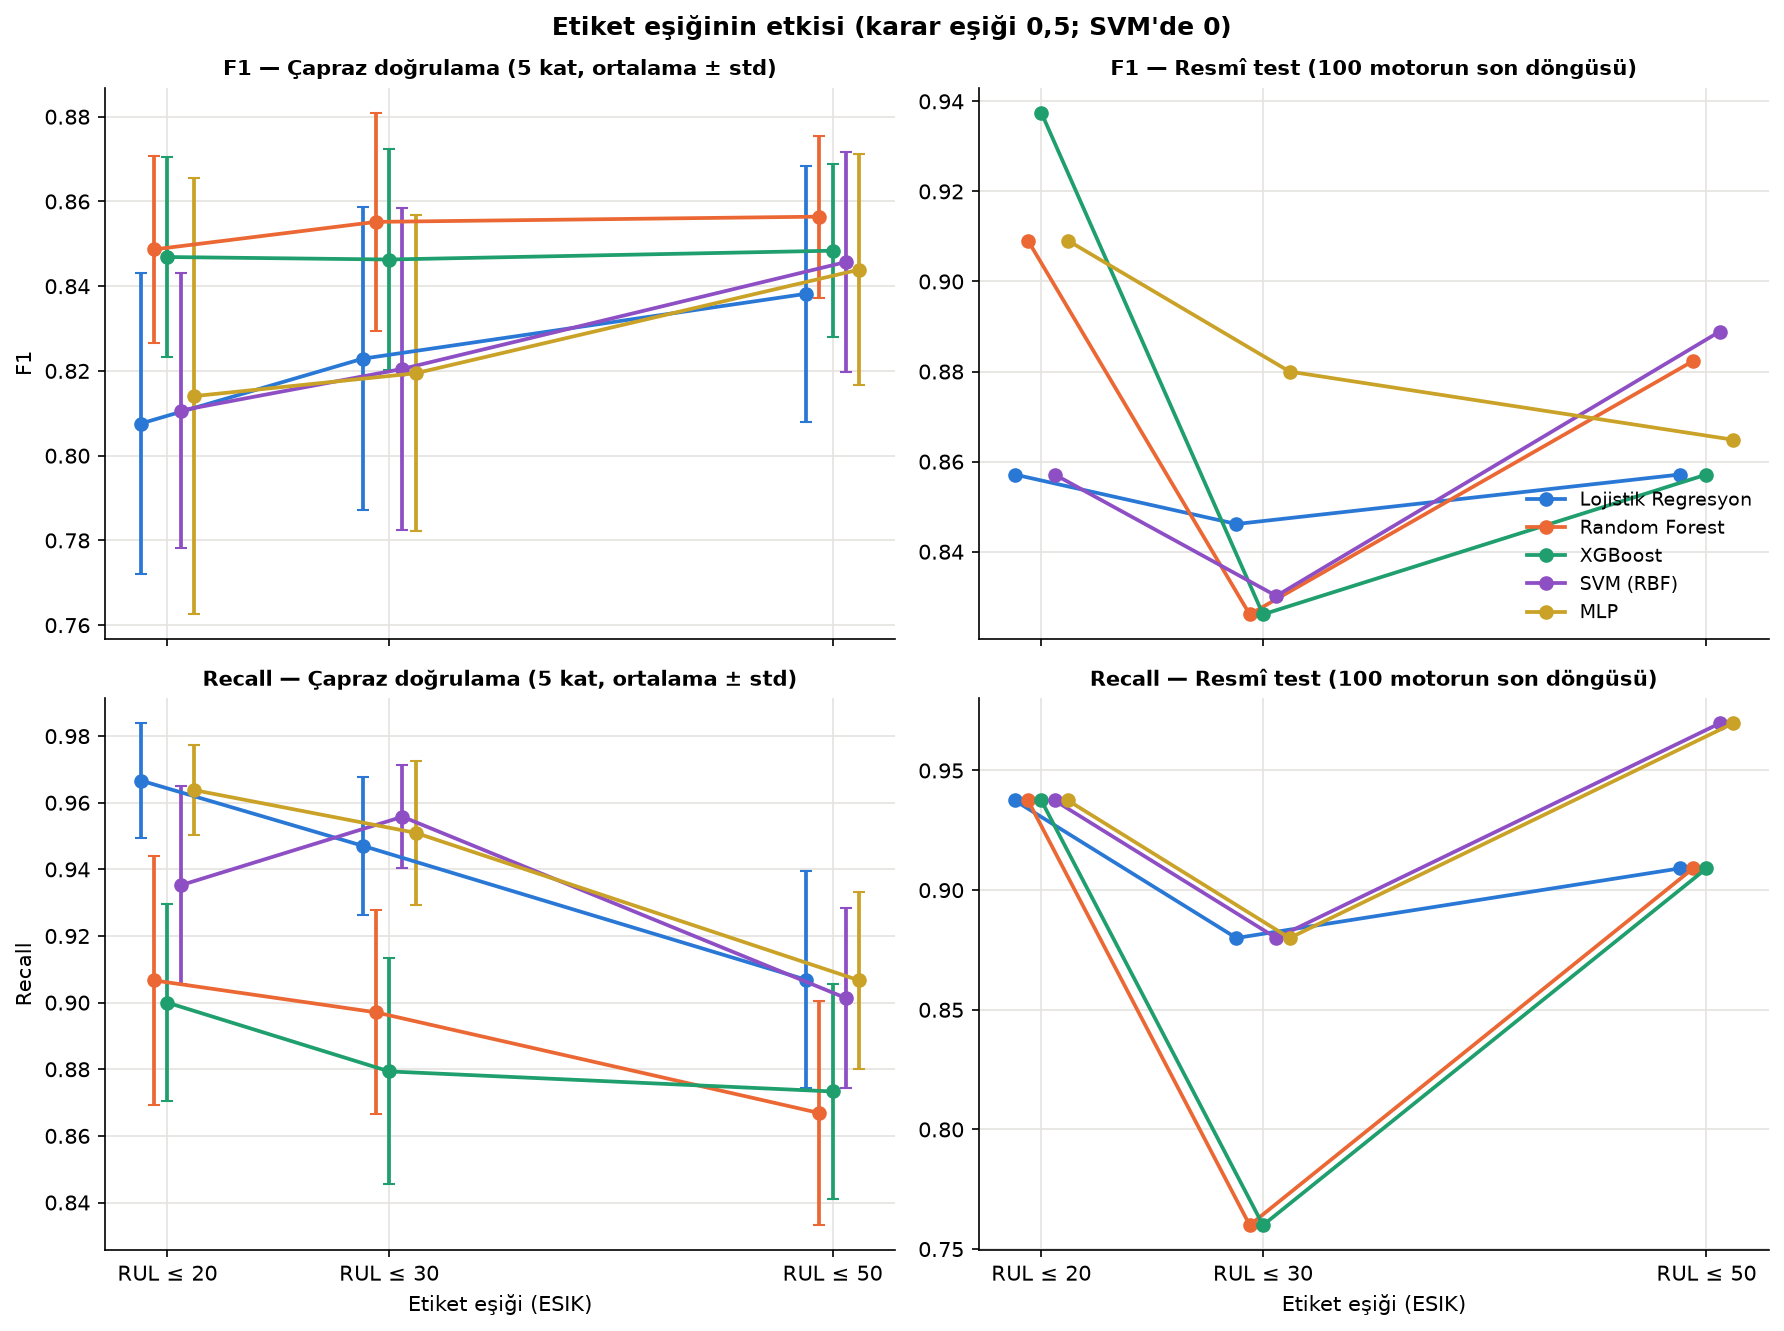 Etiket eşiğinin etkisi (karar eşiği 0,5; SVM'de 0)
F1 — Çapraz doğrulama (5 kat, ortalama ± std)
0.88
0.86
0.84
0.82
0.80
0.78
0.76
F1
F1 — Resmî test (100 motorun son döngüsü)
0.94
0.92
0.90
0.88
0.86
0.84
Lojistik Regresyon
Random Forest
XGBoost
SVM (RBF)
MLP
Recall — Çapraz doğrulama (5 kat, ortalama ± std)
0.98
0.96
0.94
0.92
0.90
0.88
0.86
0.84
Recall
RUL ≤ 20
RUL ≤ 30
RUL ≤ 50
Etiket eşiği (ESIK)
Recall — Resmî test (100 motorun son döngüsü)
0.95
0.90
0.85
0.80
0.75
RUL ≤ 20
RUL ≤ 30
RUL ≤ 50
Etiket eşiği (ESIK)